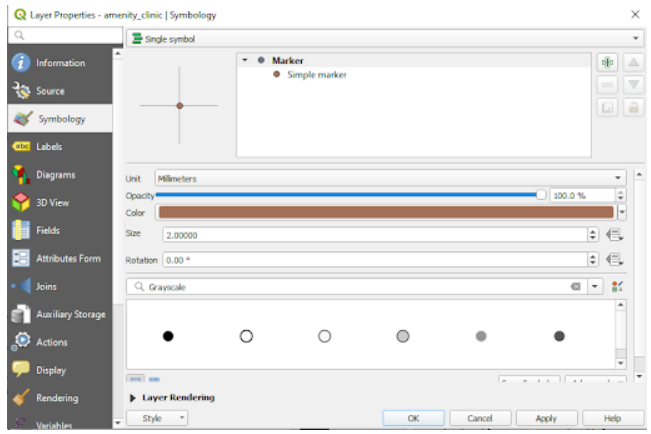 Layer Properties - amenity_clinic | Symbology
Single symbol
Information
Source
Symbology
abc Labels
Diagrams
3D View
Fields
Attributes Form
Joins
Auxiliary Storage
Actions
Display
Rendering
Variables
Marker
Simple marker
Unit Millimeters
Opacity 100.0 %
Color
Size 2.00000
Rotation 0.00 °
Grayscale
Layer Rendering
Style OK Cancel Apply Help